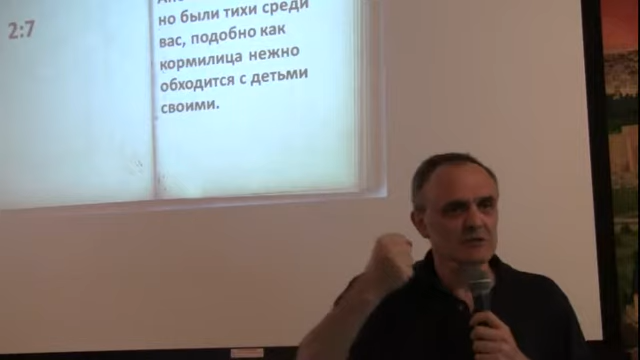 2:7
но были тихи среди
вас, подобно как
кормилица нежно
обходится с детьми
своими.